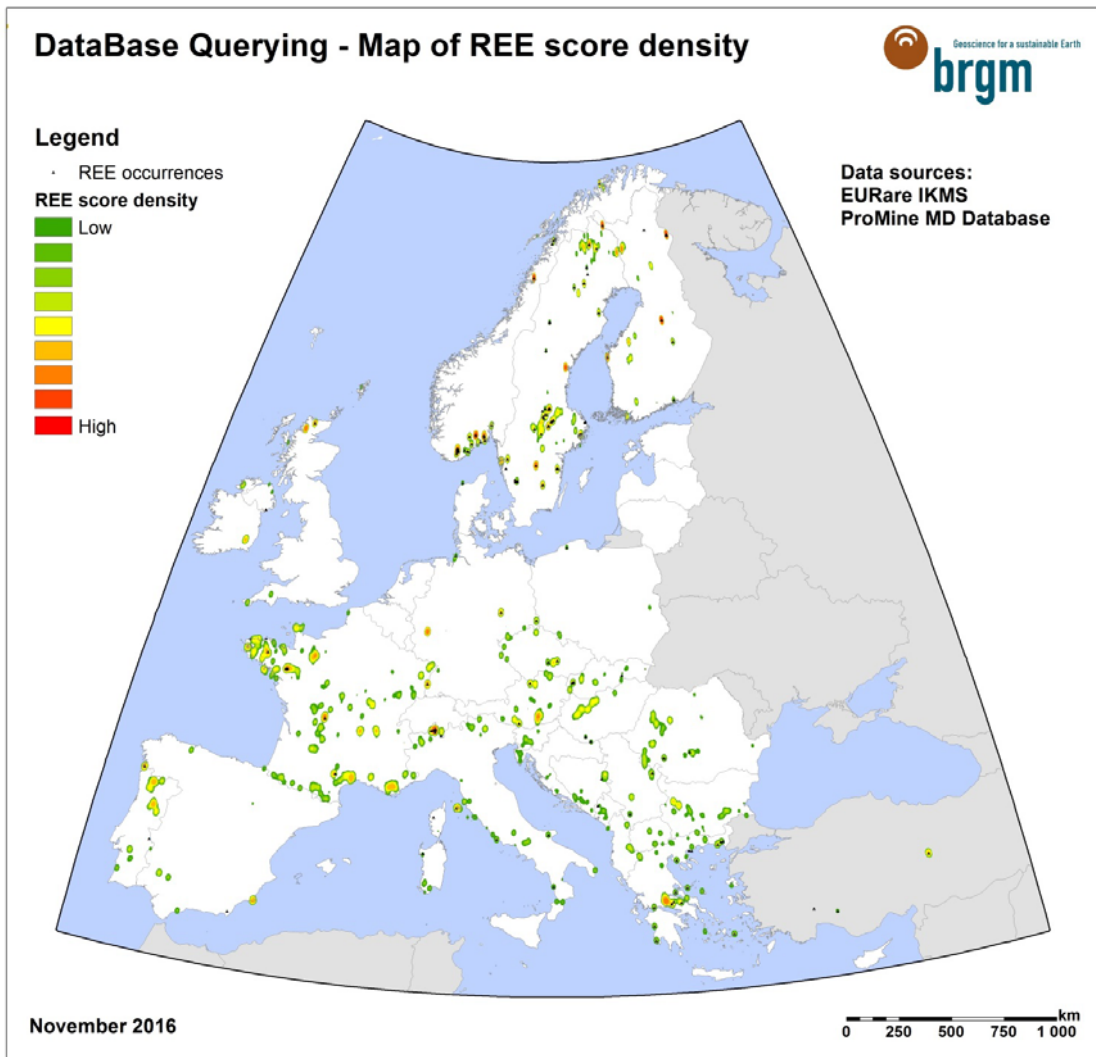 DataBase Querying - Map of REE score density
Geoscience for a sustainable Earth
brgm
Legend
REE occurrences
REE score density
Low
High
Data sources:
EURare IKMS
ProMine MD Database
November 2016
km
0 250 500 750 1 000